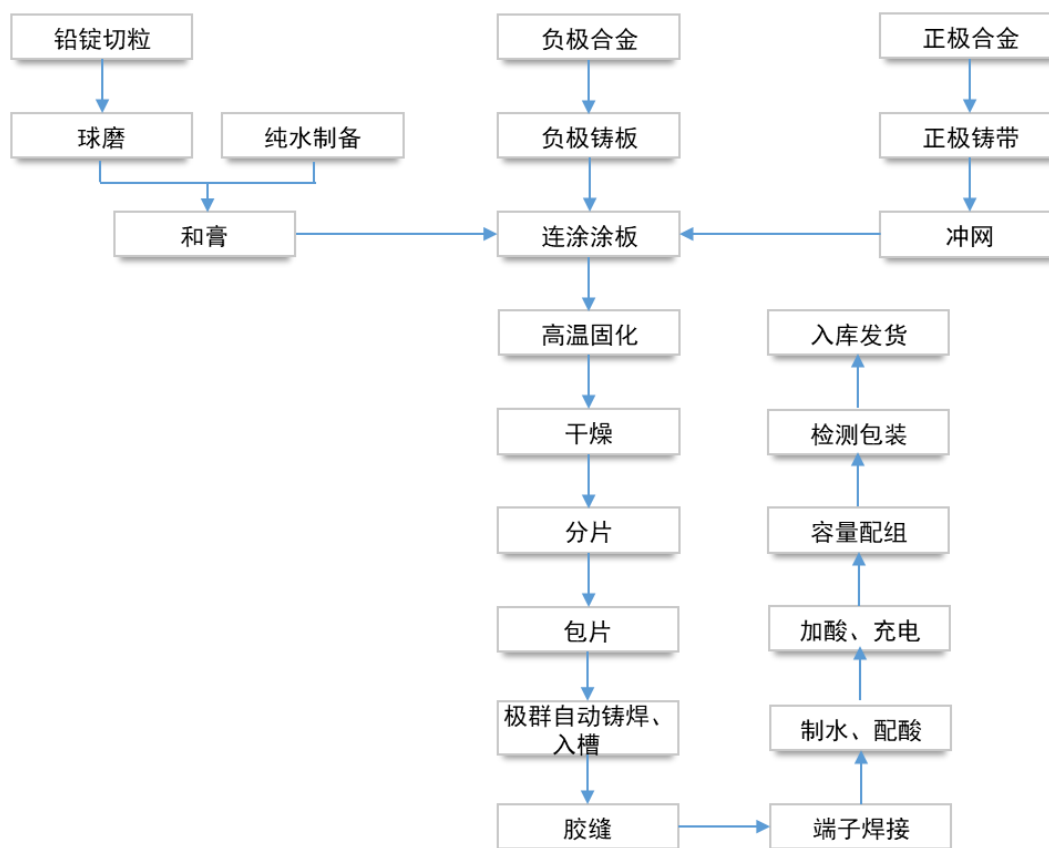 铅锭切粒
负极合金
正极合金
球磨
纯水制备
负极铸板
正极铸带
和膏
连涂涂板
冲网
高温固化
入库发货
干燥
检测包装
分片
容量配组
包片
加酸、充电
极群自动铸焊、
入槽
制水、配酸
胶缝
端子焊接